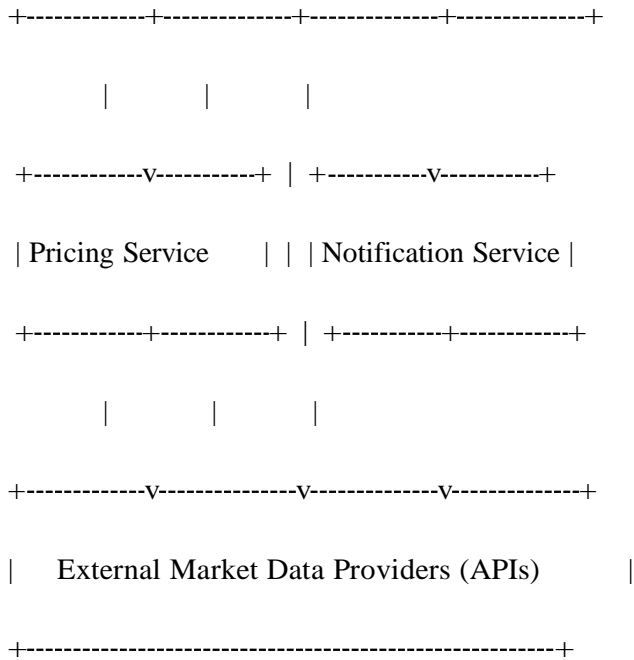 +-------------+--------------+--------------+--------------+
| | |
+------------v-----------+ | +-----------v-----------+
| Pricing Service | | | Notification Service |
+------------+------------+ | +-----------+------------+
| | |
+-------------v---------------v--------------v--------------+
| External Market Data Providers (APIs) |
+---------------------------------------------------------+